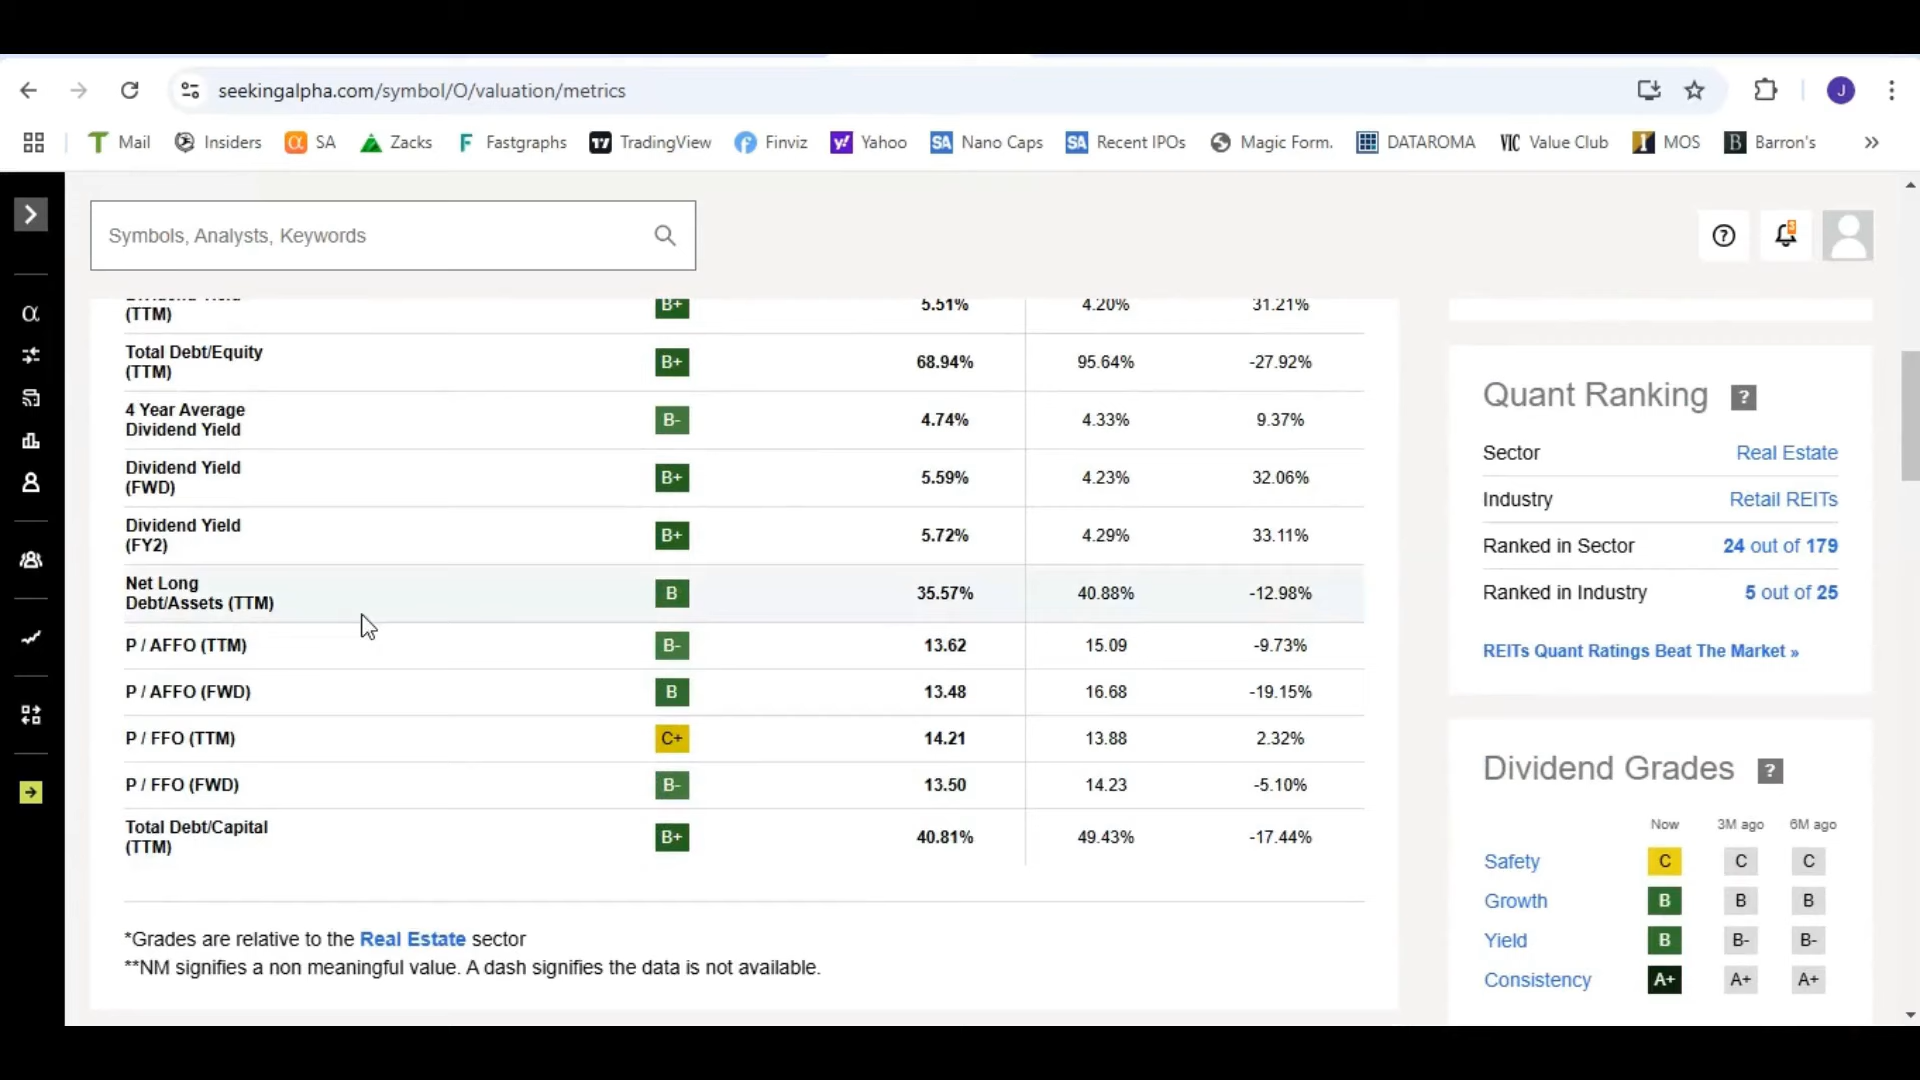 seekingalpha.com/symbol/O/valuation/metrics
J
Mail Insiders SA Zacks Fastgraphs TradingView Finviz Yahoo Nano Caps Recent IPOs Magic Form. DATAROMA Value Club MOS Barron's
Symbols, Analysts, Keywords
(TTM) B+ 5.51% 4.20% 31.21%
Total Debt/Equity
(TTM) B+ 68.94% 95.64% -27.92%
4 Year Average
Dividend Yield B- 4.74% 4.33% 9.37%
Dividend Yield
(FWD) B+ 5.59% 4.23% 32.06%
Dividend Yield
(FY2) B+ 5.72% 4.29% 33.11%
Net Long
Debt/Assets (TTM) B 35.57% 40.88% -12.98%
P / AFFO (TTM) B- 13.62 15.09 -9.73%
P / AFFO (FWD) B 13.48 16.68 -19.15%
P / FFO (TTM) C+ 14.21 13.88 2.32%
P / FFO (FWD) B- 13.50 14.23 -5.10%
Total Debt/Capital
(TTM) B+ 40.81% 49.43% -17.44%
*Grades are relative to the Real Estate sector
**NM signifies a non meaningful value. A dash signifies the data is not available.
Quant Ranking ?
Sector Real Estate
Industry Retail REITs
Ranked in Sector 24 out of 179
Ranked in Industry 5 out of 25
REITs Quant Ratings Beat The Market »
Dividend Grades ?
Now 3M ago 6M ago
Safety C C C
Growth B B B
Yield B B- B-
Consistency A+ A+ A+